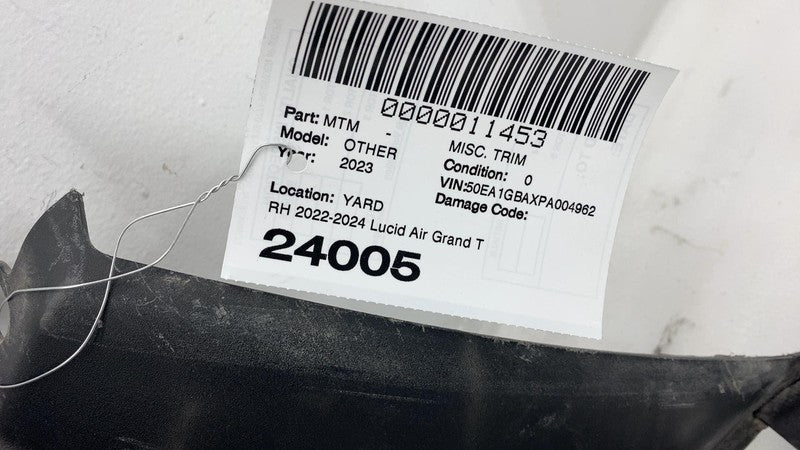 0000011453
Part: MTM - MISC. TRIM
Model: OTHER Condition: 0
Year: 2023 VIN:50EA1GBAXPA004962
Damage Code:
Location: YARD
RH 2022-2024 Lucid Air Grand T
24005